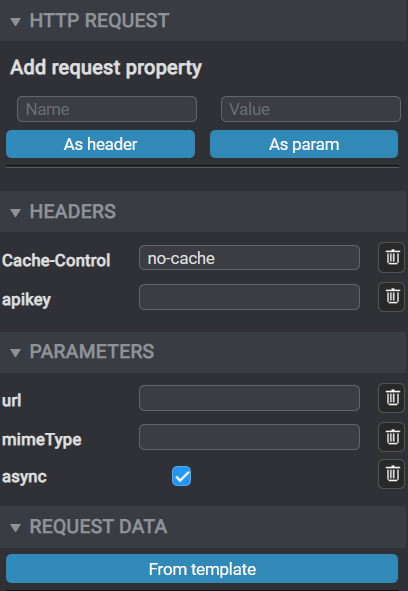 HTTP REQUEST
Add request property
Name Value
As header As param
HEADERS
Cache-Control no-cache
apikey
PARAMETERS
url
mimeType
async
REQUEST DATA
From template